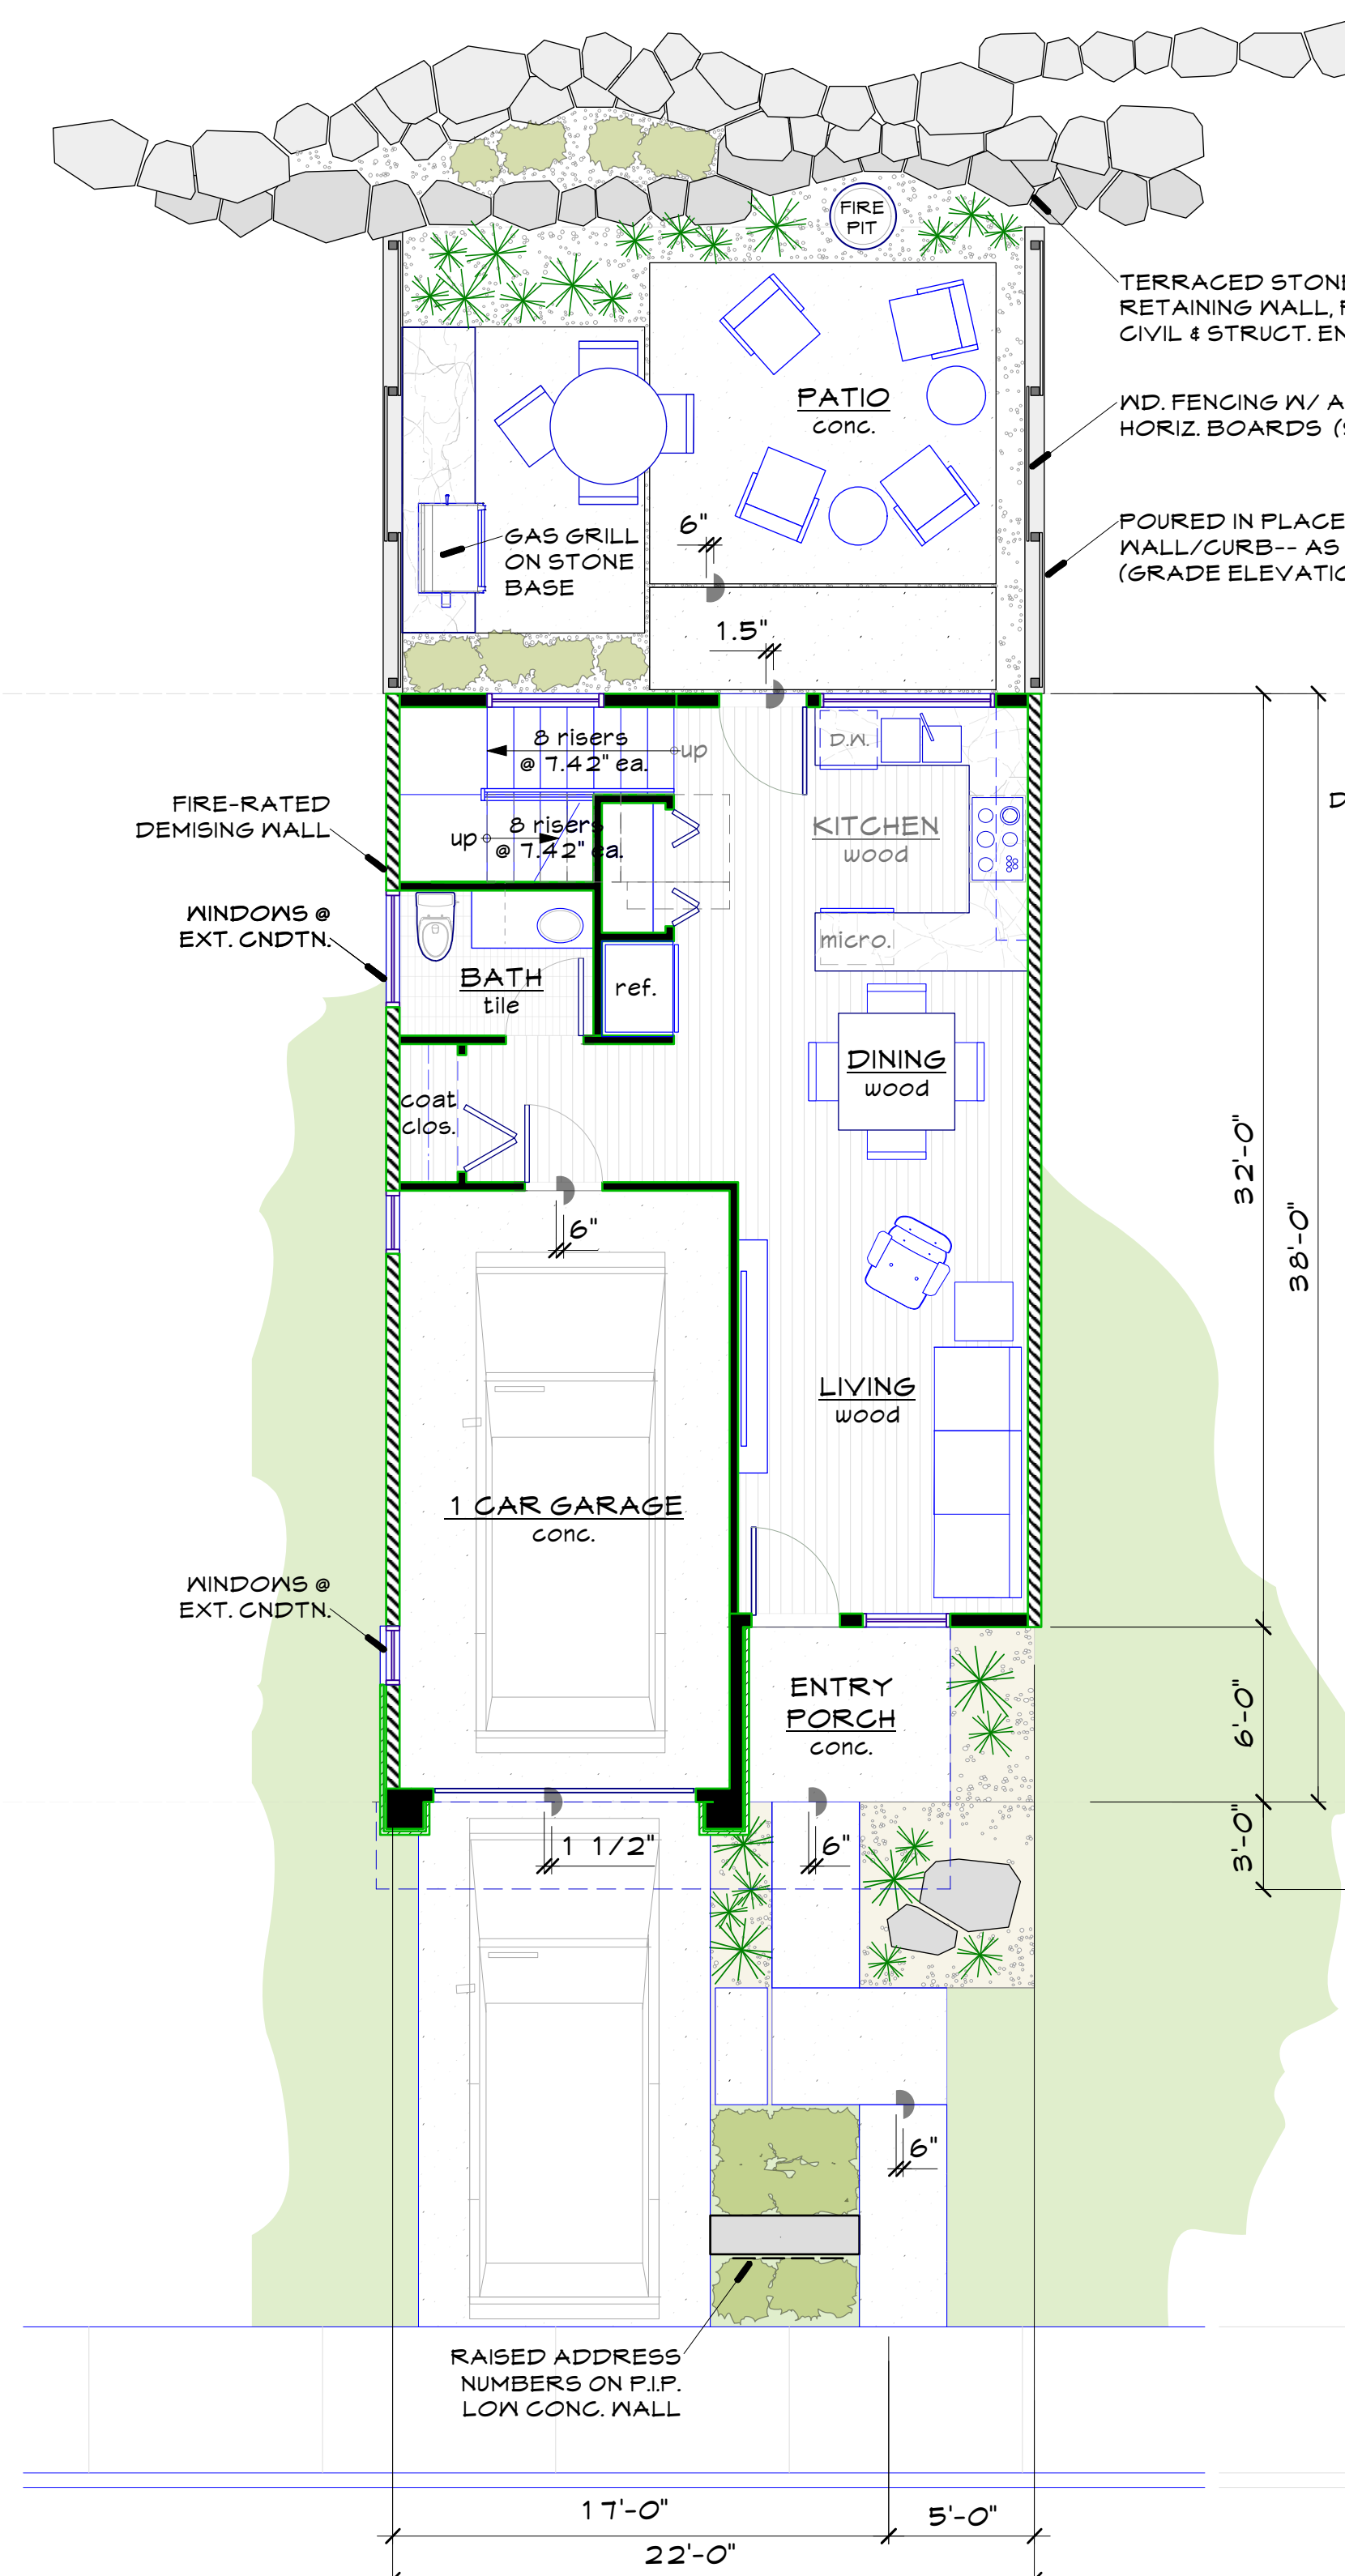 FIRE
PIT
TERRACED STONE
RETAINING WALL,
CIVIL & STRUCT.
PATIO
conc.
WD. FENCING W/
HORIZ. BOARDS
6"
GAS GRILL
ON STONE
BASE
POURED IN PLACE
WALL/CURB-- AS
(GRADE
1.5"
8 risers
@ 7.42" ea.
up
D.W.
FIRE-RATED
DEMISING WALL
up
8 risers
@ 7.42" ea.
KITCHEN
wood
WINDOWS @
EXT. CNDTN.
micro.
BATH
tile
ref.
DINING
wood
coat
clos.
32'-0"
38'-0"
6"
LIVING
wood
1 CAR GARAGE
conc.
WINDOWS @
EXT. CNDTN.
ENTRY
PORCH
conc.
6'-0"
1 1/2"
6"
3'-0"
6"
RAISED ADDRESS
NUMBERS ON P.I.P.
LOW CONC. WALL
17'-0"
5'-0"
22'-0"